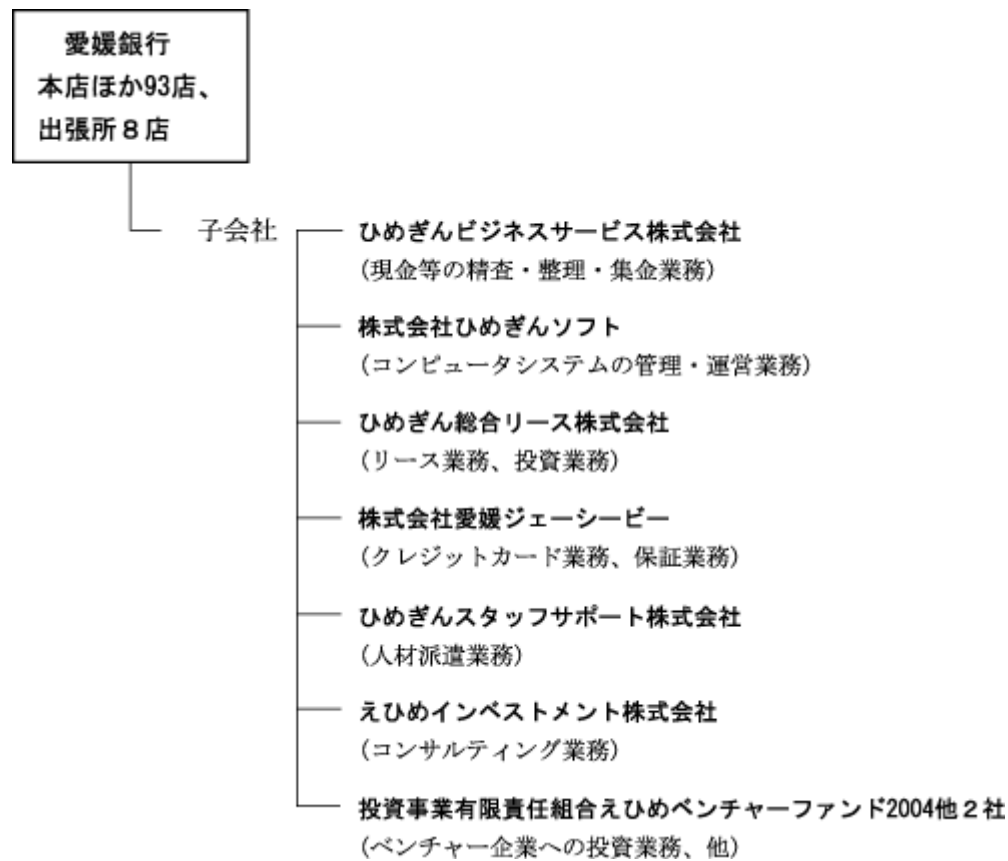 愛媛銀行
本店ほか93店、
出張所８店
子会社
ひめぎんビジネスサービス株式会社
(現金等の精査・整理・集金業務)
株式会社ひめぎんソフト
(コンピュータシステムの管理・運営業務)
ひめぎん総合リース株式会社
(リース業務、投資業務)
株式会社愛媛ジェーシービー
(クレジットカード業務、保証業務)
ひめぎんスタッフサポート株式会社
(人材派遣業務)
えひめインベストメント株式会社
(コンサルティング業務)
投資事業有限責任組合えひめベンチャーファンド2004他２社
(ベンチャー企業への投資業務、他)